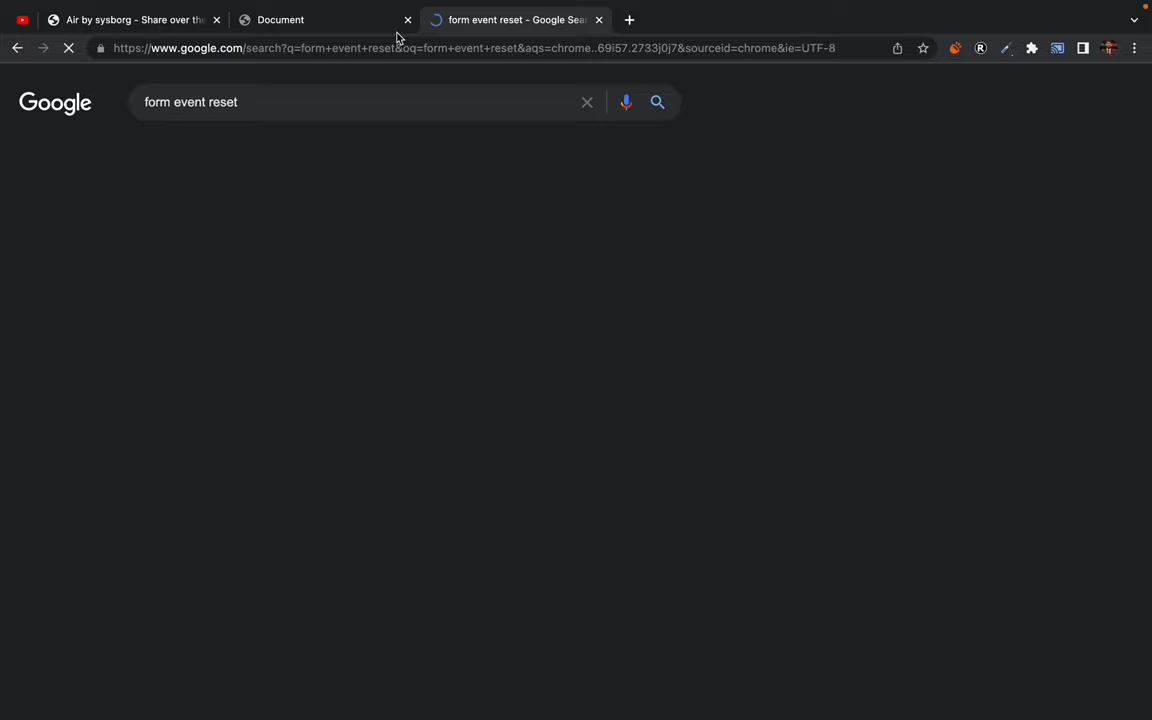 Air by sysborg - Share over the
Document
form event reset - Google Sea
https://www.google.com/search?q=form+event+reset&oq=form+event+reset&aqs=chrome..69i57.2733j0j7&sourceid=chrome&ie=UTF-8
Google
form event reset